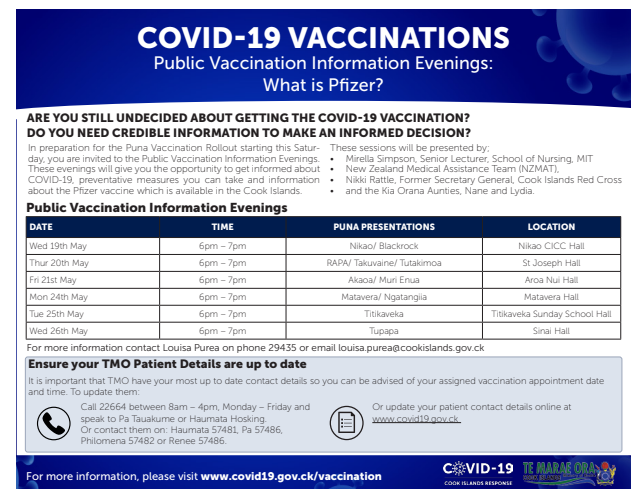 COVID-19 VACCINATIONS
Public Vaccination Information Evenings:
What is Pfizer?
ARE YOU STILL UNDECIDED ABOUT GETTING THE COVID-19 VACCINATION?
DO YOU NEED CREDIBLE INFORMATION TO MAKE AN INFORMED DECISION?
In preparation for the Puna Vaccination Rollout starting this Satur-
day, you are invited to the Public Vaccination Information Evenings.
These evenings will give you the opportunity to get informed about
COVID-19, preventative measures you can take and information
about the Pfizer vaccine which is available in the Cook Islands.
These sessions will be presented by;
• Mirella Simpson, Senior Lecturer, School of Nursing, MIT
• New Zealand Medical Assistance Team (NZMAT),
• Nikki Rattle, Former Secretary General, Cook Islands Red Cross
• and the Kia Orana Aunties, Nane and Lydia.
Public Vaccination Information Evenings
DATE TIME PUNA PRESENTATIONS LOCATION
Wed 19th May 6pm – 7pm Nikao/ Blackrock Nikao CICC Hall
Thur 20th May 6pm – 7pm RAPA/ Takuvaine/ Tutakimoa St Joseph Hall
Fri 21st May 6pm – 7pm Akaoa/ Muri Enua Aroa Nui Hall
Mon 24th May 6pm – 7pm Matavera/ Ngatangiia Matavera Hall
Tue 25th May 6pm – 7pm Titikaveka Titikaveka Sunday School Hall
Wed 26th May 6pm – 7pm Tupapa Sinai Hall
For more information contact Louisa Purea on phone 29435 or email louisa.purea@cookislands.gov.ck
Ensure your TMO Patient Details are up to date
It is important that TMO have your most up to date contact details so you can be advised of your assigned vaccination appointment date
and time. To update them:
Call 22664 between 8am – 4pm, Monday – Friday and
speak to Pa Tauakume or Haumata Hosking.
Or contact them on: Haumata 57481, Pa 57486,
Philomena 57482 or Renee 57486.
Or update your patient contact details online at
www.covid19.gov.ck
For more information, please visit www.covid19.gov.ck/vaccination
COVID-19
COOK ISLANDS RESPONSE
TE MARAE ORA